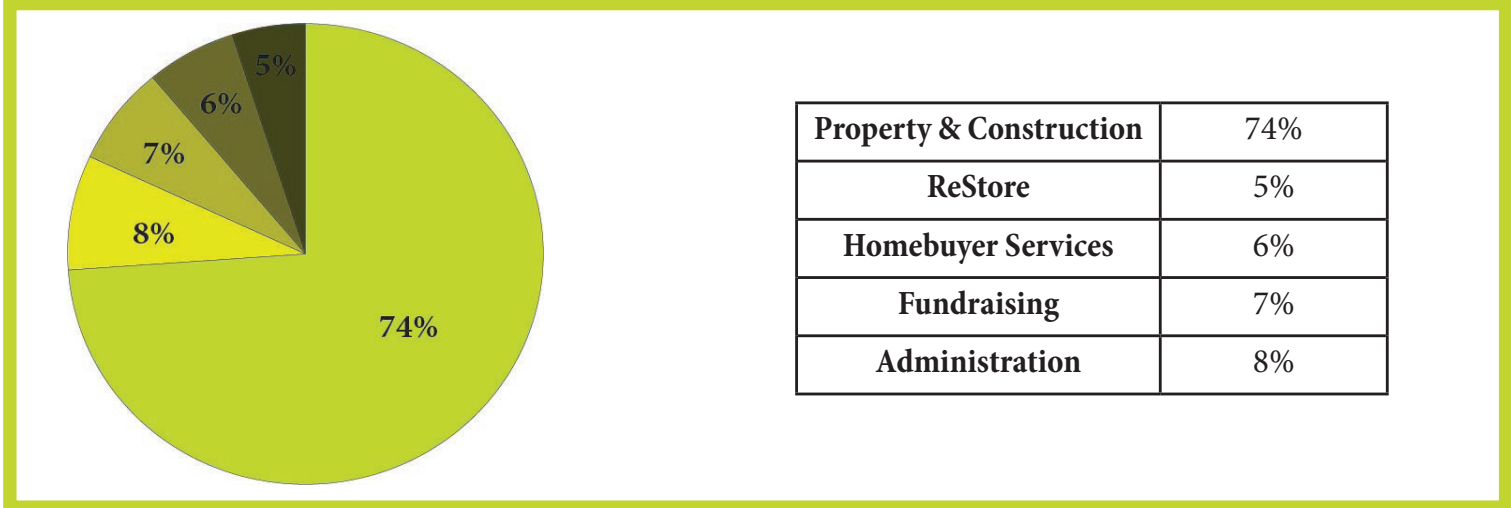 5%
6%
7%
8%
74%
Property & Construction 74%
ReStore 5%
Homebuyer Services 6%
Fundraising 7%
Administration 8%